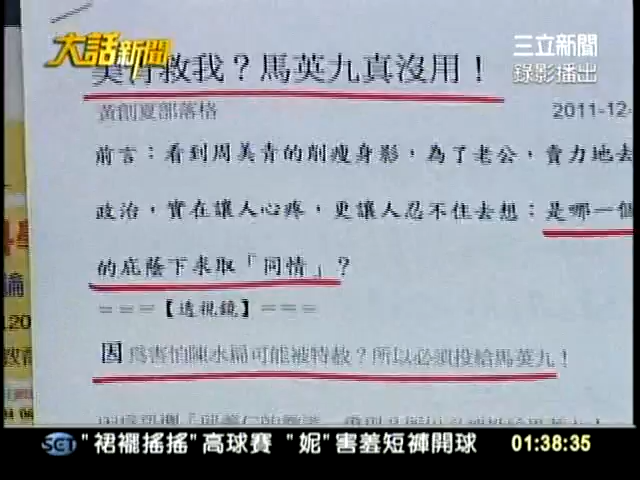 大話新聞
三立新聞
錄影播出
美青救我？馬英九真沒用！
黃創夏部落格
2011-12-
前言：看到周美青的削瘦身影，為了老公，賣力地去
政治，實在讓人心疼，更讓人忍不住去想：是哪一個
的庇蔭下求取「同情」？
===【透視鏡】===
因為害怕陳水扁可能被特赦？所以必須投給馬英九！
論
120
SET "裙襬搖搖"高球賽 "妮"害羞短褲開球
01:38:35